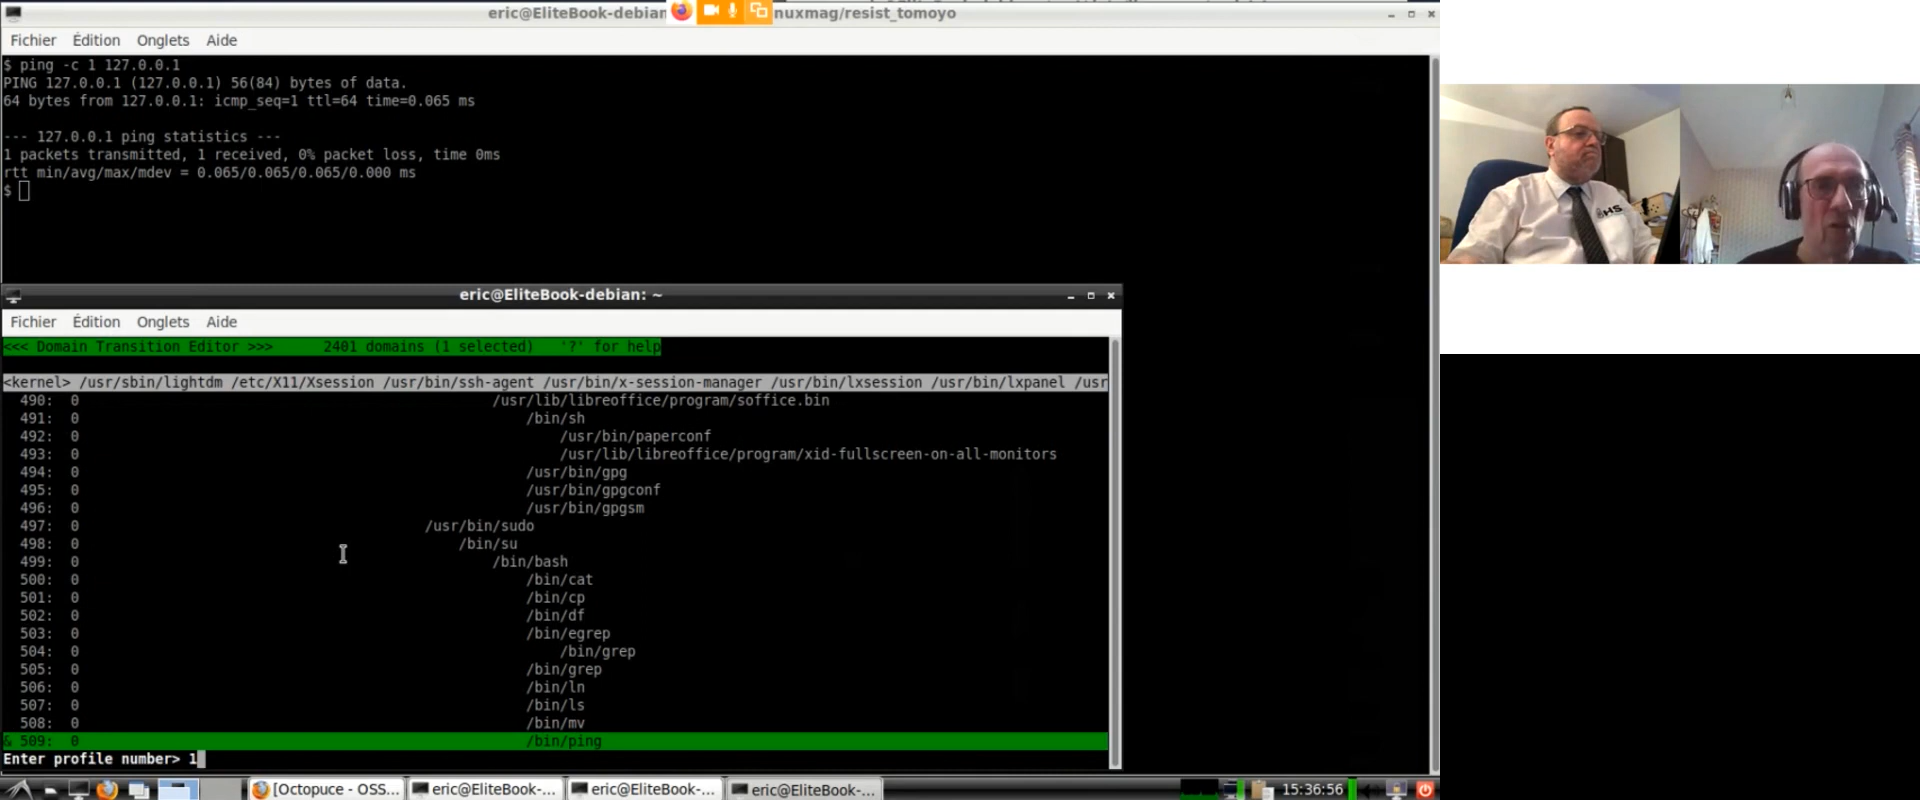 eric@EliteBook-debian
nuxmag/resist_tomoyo
Fichier Édition Onglets Aide
$ ping -c 1 127.0.0.1
PING 127.0.0.1 (127.0.0.1) 56(84) bytes of data.
64 bytes from 127.0.0.1: icmp_seq=1 ttl=64 time=0.065 ms
--- 127.0.0.1 ping statistics ---
1 packets transmitted, 1 received, 0% packet loss, time 0ms
rtt min/avg/max/mdev = 0.065/0.065/0.065/0.000 ms
$
eric@EliteBook-debian: ~
Fichier Édition Onglets Aide
<<< Domain Transition Editor >>> 2401 domains (1 selected) '?' for help
<kernel> /usr/sbin/lightdm /etc/X11/Xsession /usr/bin/ssh-agent /usr/bin/x-session-manager /usr/bin/lxsession /usr/bin/lxpanel /usr
490: 0 /usr/lib/libreoffice/program/soffice.bin
491: 0 /bin/sh
492: 0 /usr/bin/paperconf
493: 0 /usr/lib/libreoffice/program/xid-fullscreen-on-all-monitors
494: 0 /usr/bin/gpg
495: 0 /usr/bin/gpgconf
496: 0 /usr/bin/gpgsm
497: 0 /usr/bin/sudo
498: 0 /bin/su
499: 0 /bin/bash
500: 0 /bin/cat
501: 0 /bin/cp
502: 0 /bin/df
503: 0 /bin/egrep
504: 0 /bin/grep
505: 0 /bin/grep
506: 0 /bin/ln
507: 0 /bin/ls
508: 0 /bin/mv
& 509: 0 /bin/ping
Enter profile number> 1
[Octopuce - OSS... eric@EliteBook-... eric@EliteBook-... eric@EliteBook-... 15:36:56
HS